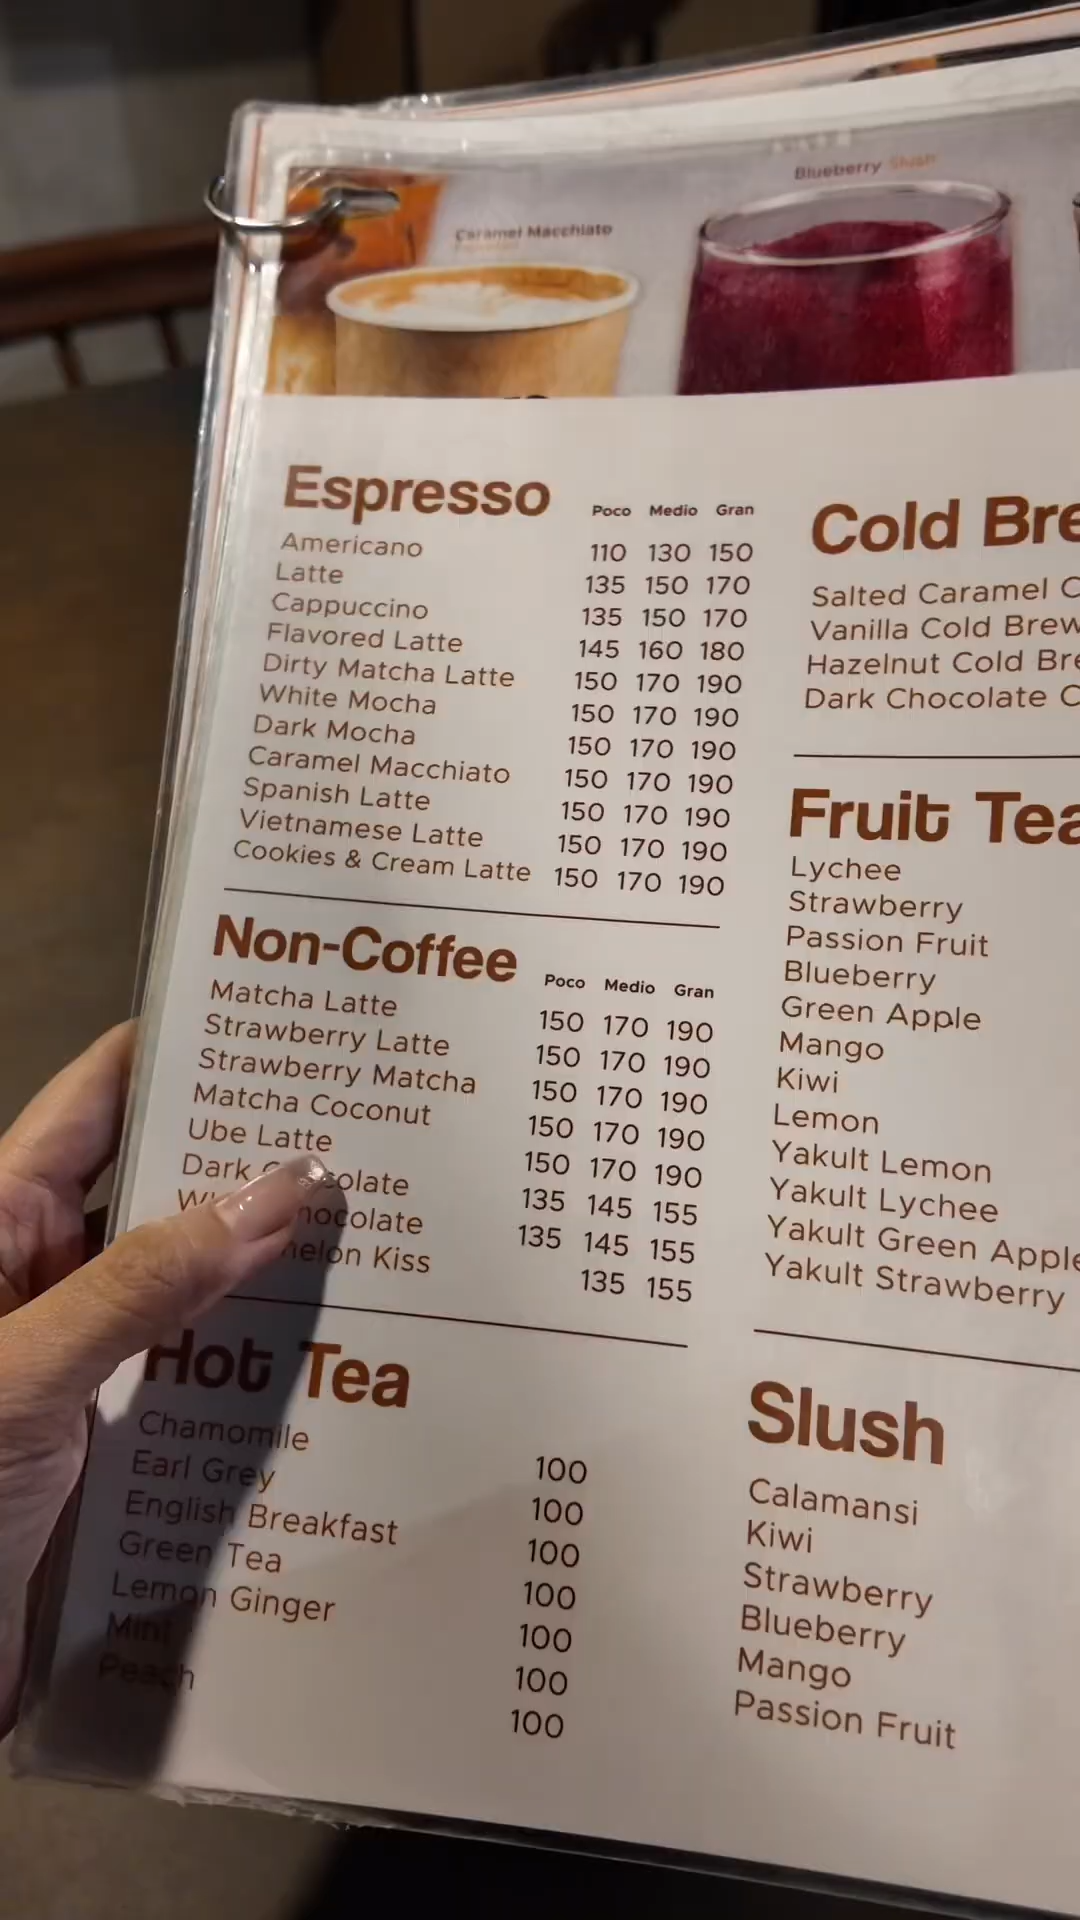 Blueberry Slush
Caramel Macchiato
Espresso Poco Medio Gran
Americano 110 130 150
Latte 135 150 170
Cappuccino 135 150 170
Flavored Latte 145 160 180
Dirty Matcha Latte 150 170 190
White Mocha 150 170 190
Dark Mocha 150 170 190
Caramel Macchiato 150 170 190
Spanish Latte 150 170 190
Vietnamese Latte 150 170 190
Cookies & Cream Latte 150 170 190
Non-Coffee Poco Medio Gran
Matcha Latte 150 170 190
Strawberry Latte 150 170 190
Strawberry Matcha 150 170 190
Matcha Coconut 150 170 190
Ube Latte 150 170 190
Dark 135 145 155
135 145 155
Kiss 135 155
Hot Tea
Chamomile 100
Earl Grey 100
English Breakfast 100
Green Tea 100
Lemon Ginger 100
Mint 100
Peach 100
Cold
Salted Caramel
Vanilla Cold Brew
Hazelnut Cold
Dark Chocolate
Fruit
Lychee
Strawberry
Passion Fruit
Blueberry
Green Apple
Mango
Kiwi
Lemon
Yakult Lemon
Yakult Lychee
Yakult Green Apple
Yakult Strawberry
Slush
Calamansi
Kiwi
Strawberry
Blueberry
Mango
Passion Fruit